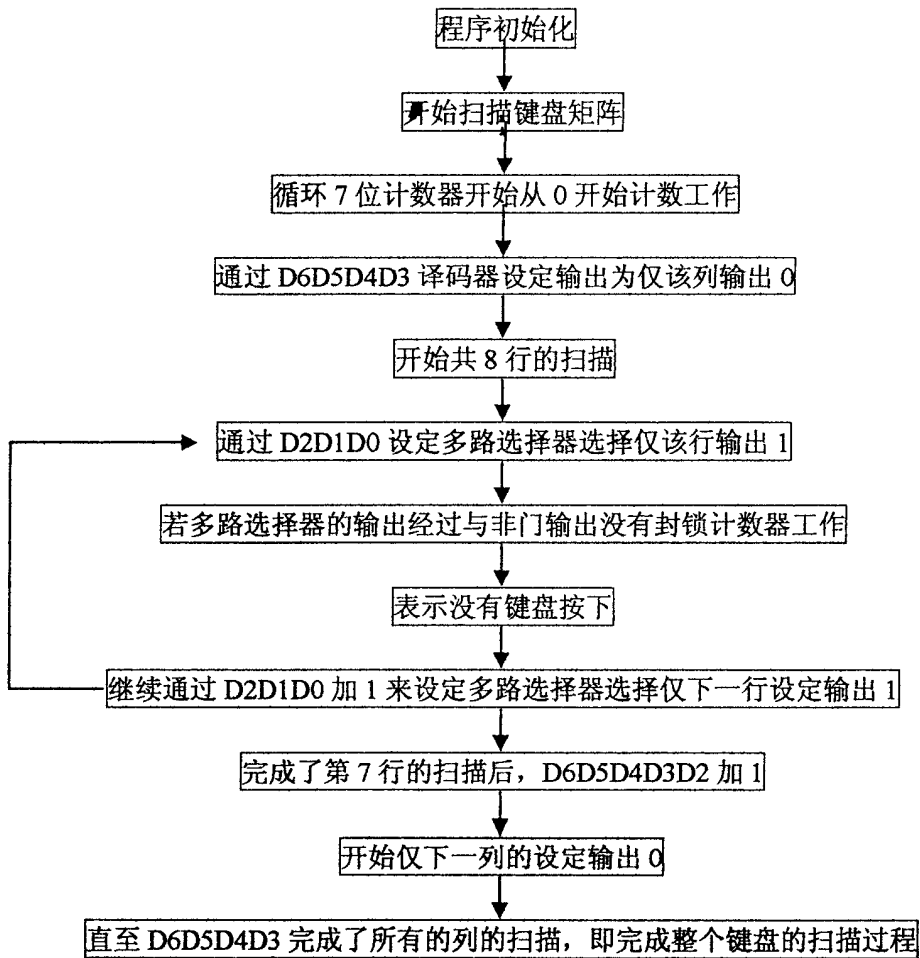 程序初始化
开始扫描键盘矩阵
循环 7 位计数器开始从 0 开始计数工作
通过 D6D5D4D3 译码器设定输出为仅该列输出 0
开始共 8 行的扫描
通过 D2D1D0 设定多路选择器选择仅该行输出 1
若多路选择器的输出经过与非门输出没有封锁计数器工作
表示没有键盘按下
继续通过 D2D1D0 加 1 来设定多路选择器选择仅下一行设定输出 1
完成了第 7 行的扫描后，D6D5D4D3D2 加 1
开始仅下一列的设定输出 0
直至 D6D5D4D3 完成了所有的列的扫描，即完成整个键盘的扫描过程